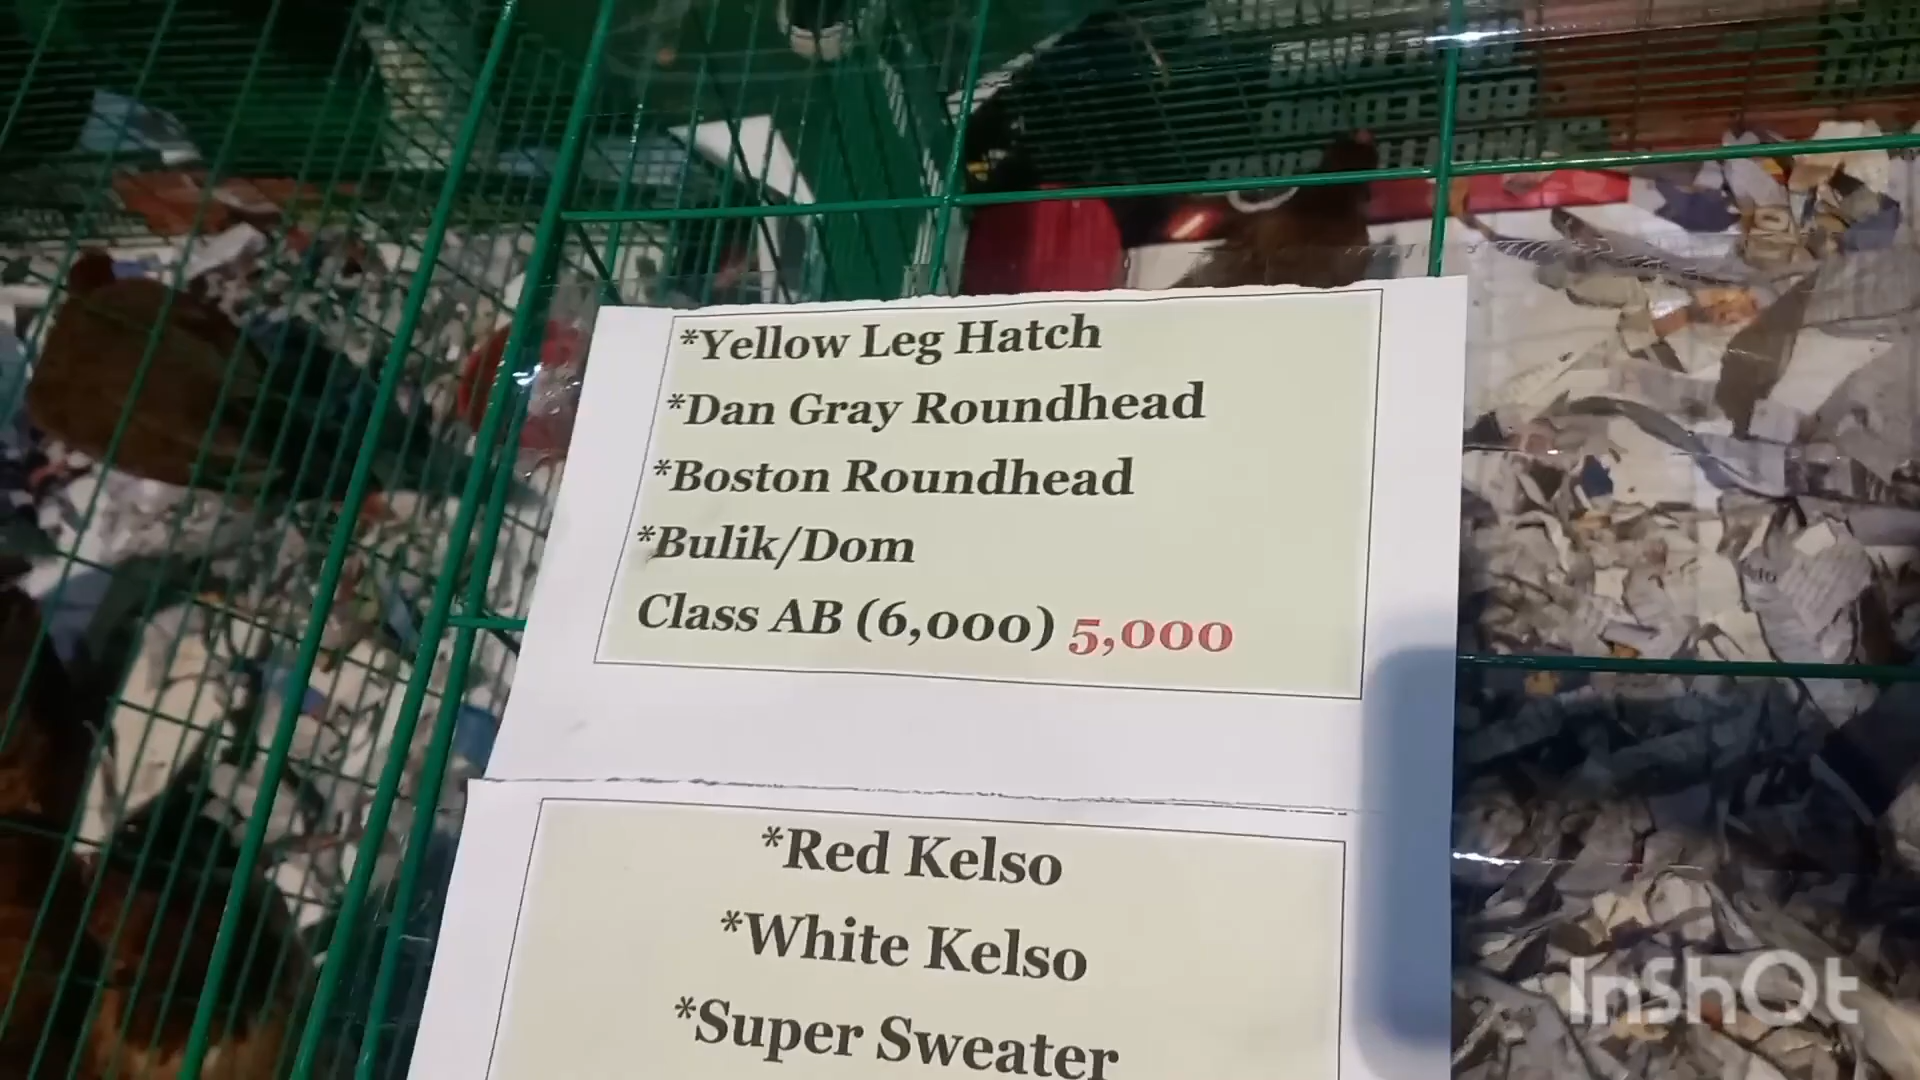 *Yellow Leg Hatch
*Dan Gray Roundhead
*Boston Roundhead
*Bulik/Dom
Class AB (6,000) 5,000
*Red Kelso
*White Kelso
*Super Sweater
InShOt